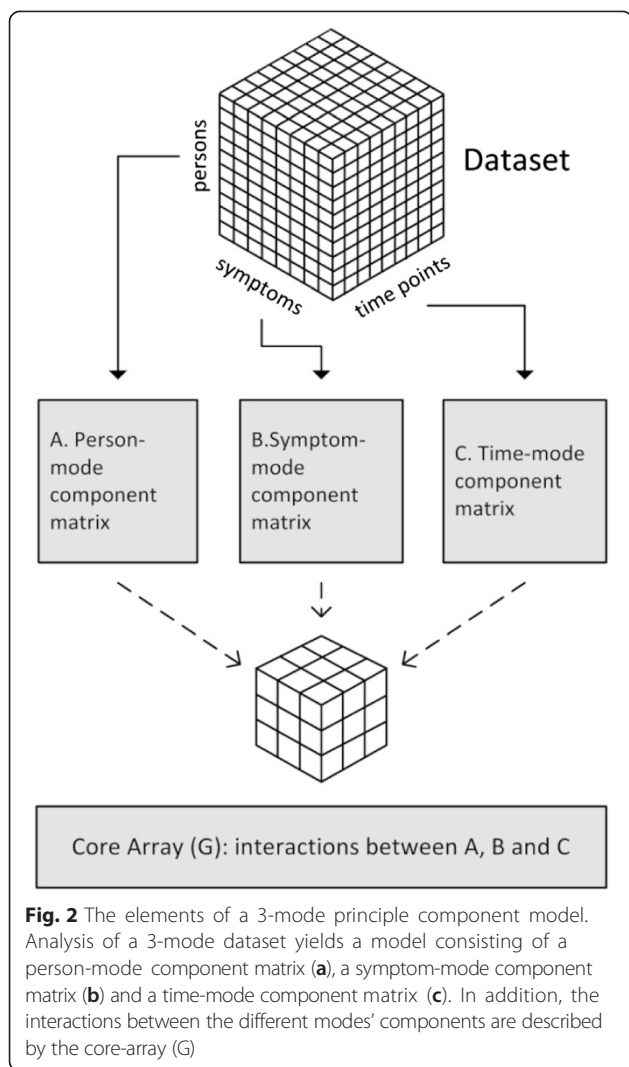 persons
Dataset
symptoms
time points
A. Person-
mode
component
matrix
B.Symptom-
mode
component
matrix
C. Time-mode
component
matrix
Core Array (G): interactions between A, B and C
Fig. 2 The elements of a 3-mode principle component model.
Analysis of a 3-mode dataset yields a model consisting of a
person-mode component matrix (a), a symptom-mode component
matrix (b) and a time-mode component matrix (c). In addition, the
interactions between the different modes' components are described
by the core-array (G)